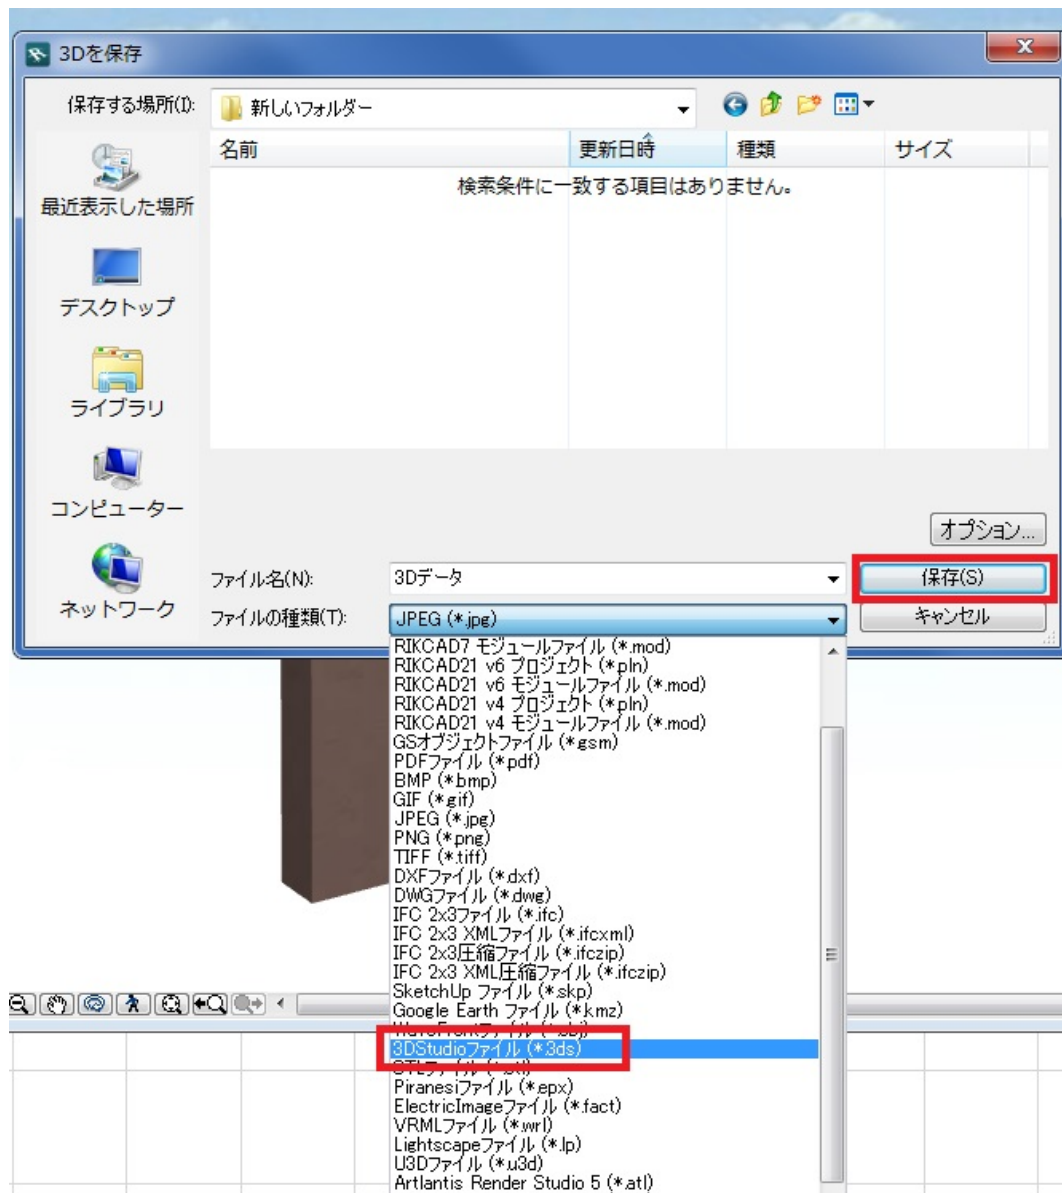 3Dを保存
保存する場所(I):
新しいフォルダー
名前 更新日時 種類 サイズ
検索条件に一致する項目はありません。
最近表示した場所
デスクトップ
ライブラリ
コンピューター
ネットワーク
オプション...
ファイル名(N): 3Dデータ 保存(S)
ファイルの種類(T): JPEG (*.jpg) キャンセル
RIKCAD7 モジュールファイル (*.mod)
RIKCAD21 v6 プロジェクト (*.pln)
RIKCAD21 v6 モジュールファイル (*.mod)
RIKCAD21 v4 プロジェクト (*.pln)
RIKCAD21 v4 モジュールファイル (*.mod)
GSオブジェクトファイル (*.gsm)
PDFファイル (*.pdf)
BMP (*.bmp)
GIF (*.gif)
JPEG (*.jpg)
PNG (*.png)
TIFF (*.tiff)
DXFファイル (*.dxf)
DWGファイル (*.dwg)
IFC 2x3ファイル (*.ifc)
IFC 2x3 XMLファイル (*.ifcxml)
IFC 2x3圧縮ファイル (*.ifczip)
IFC 2x3 XML圧縮ファイル (*.ifczip)
SketchUp ファイル (*.skp)
Google Earth ファイル (*.kmz)
3DStudioファイル (*.3ds)
Piranesiファイル (*.epx)
ElectricImageファイル (*.fact)
VRMLファイル (*.wrl)
Lightscapeファイル (*.lp)
U3Dファイル (*.u3d)
Artlantis Render Studio 5 (*.atl)